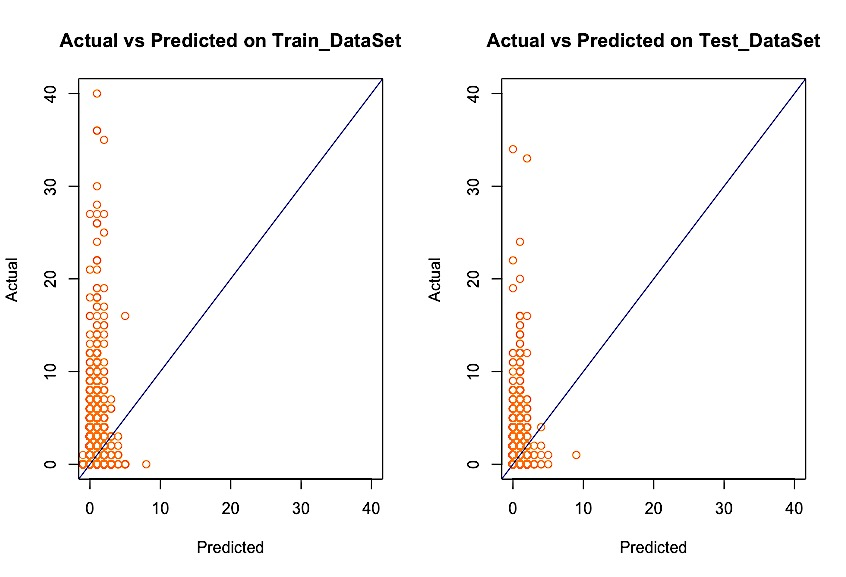 Actual vs Predicted on Train_DataSet
Actual
40
30
20
10
0
0 10 20 30 40
Predicted
Actual vs Predicted on Test_DataSet
Actual
40
30
20
10
0
0 10 20 30 40
Predicted